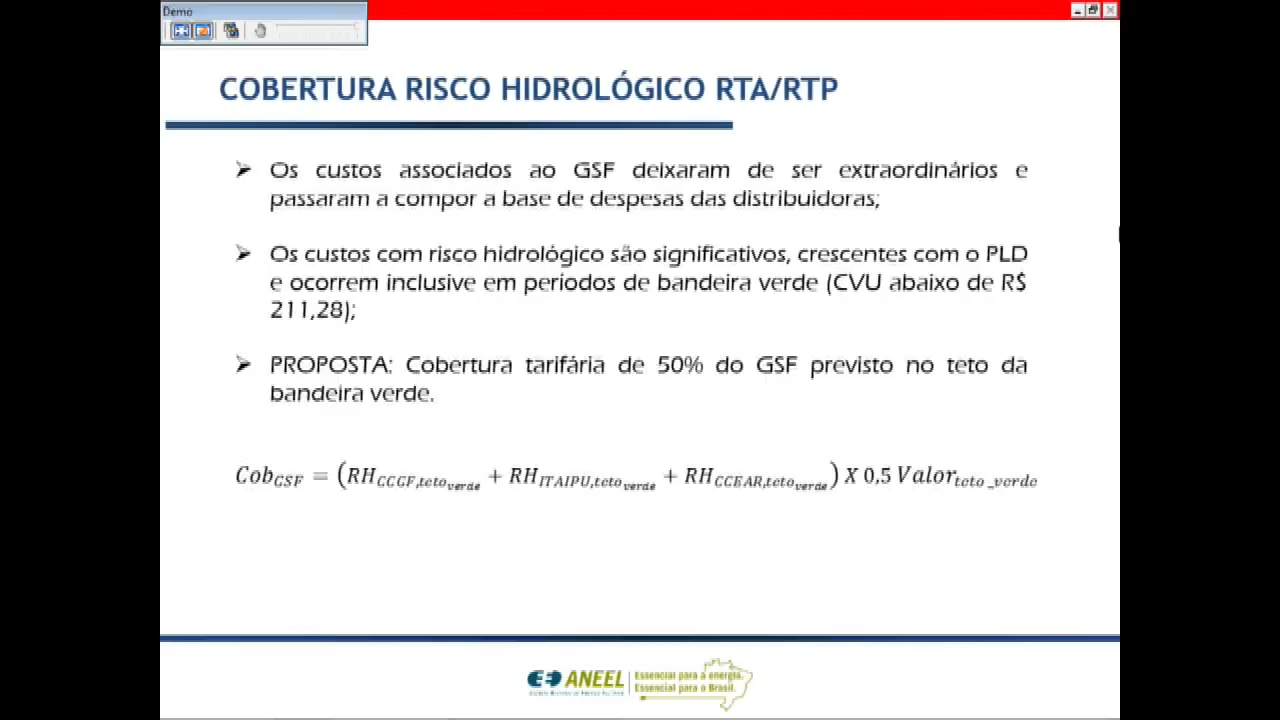 Demo
COBERTURA RISCO HIDROLÓGICO RTA/RTP
➢ Os custos associados ao GSF deixaram de ser extraordinários e
passaram a compor a base de despesas das distribuidoras;
➢ Os custos com risco hidrológico são significativos, crescentes com o PLD
e ocorrem inclusive em períodos de bandeira verde (CVU abaixo de R$
211,28);
➢ PROPOSTA: Cobertura tarifária de 50% do GSF previsto no teto da
bandeira verde.
Cob_GSF = (RH_CCGF,teto_verde + RH_ITAIPU,teto_verde + RH_CCEAR,teto_verde) X 0,5 Valor_teto_verde
ANEEL
Essencial para a energia.
Essencial para o Brasil.